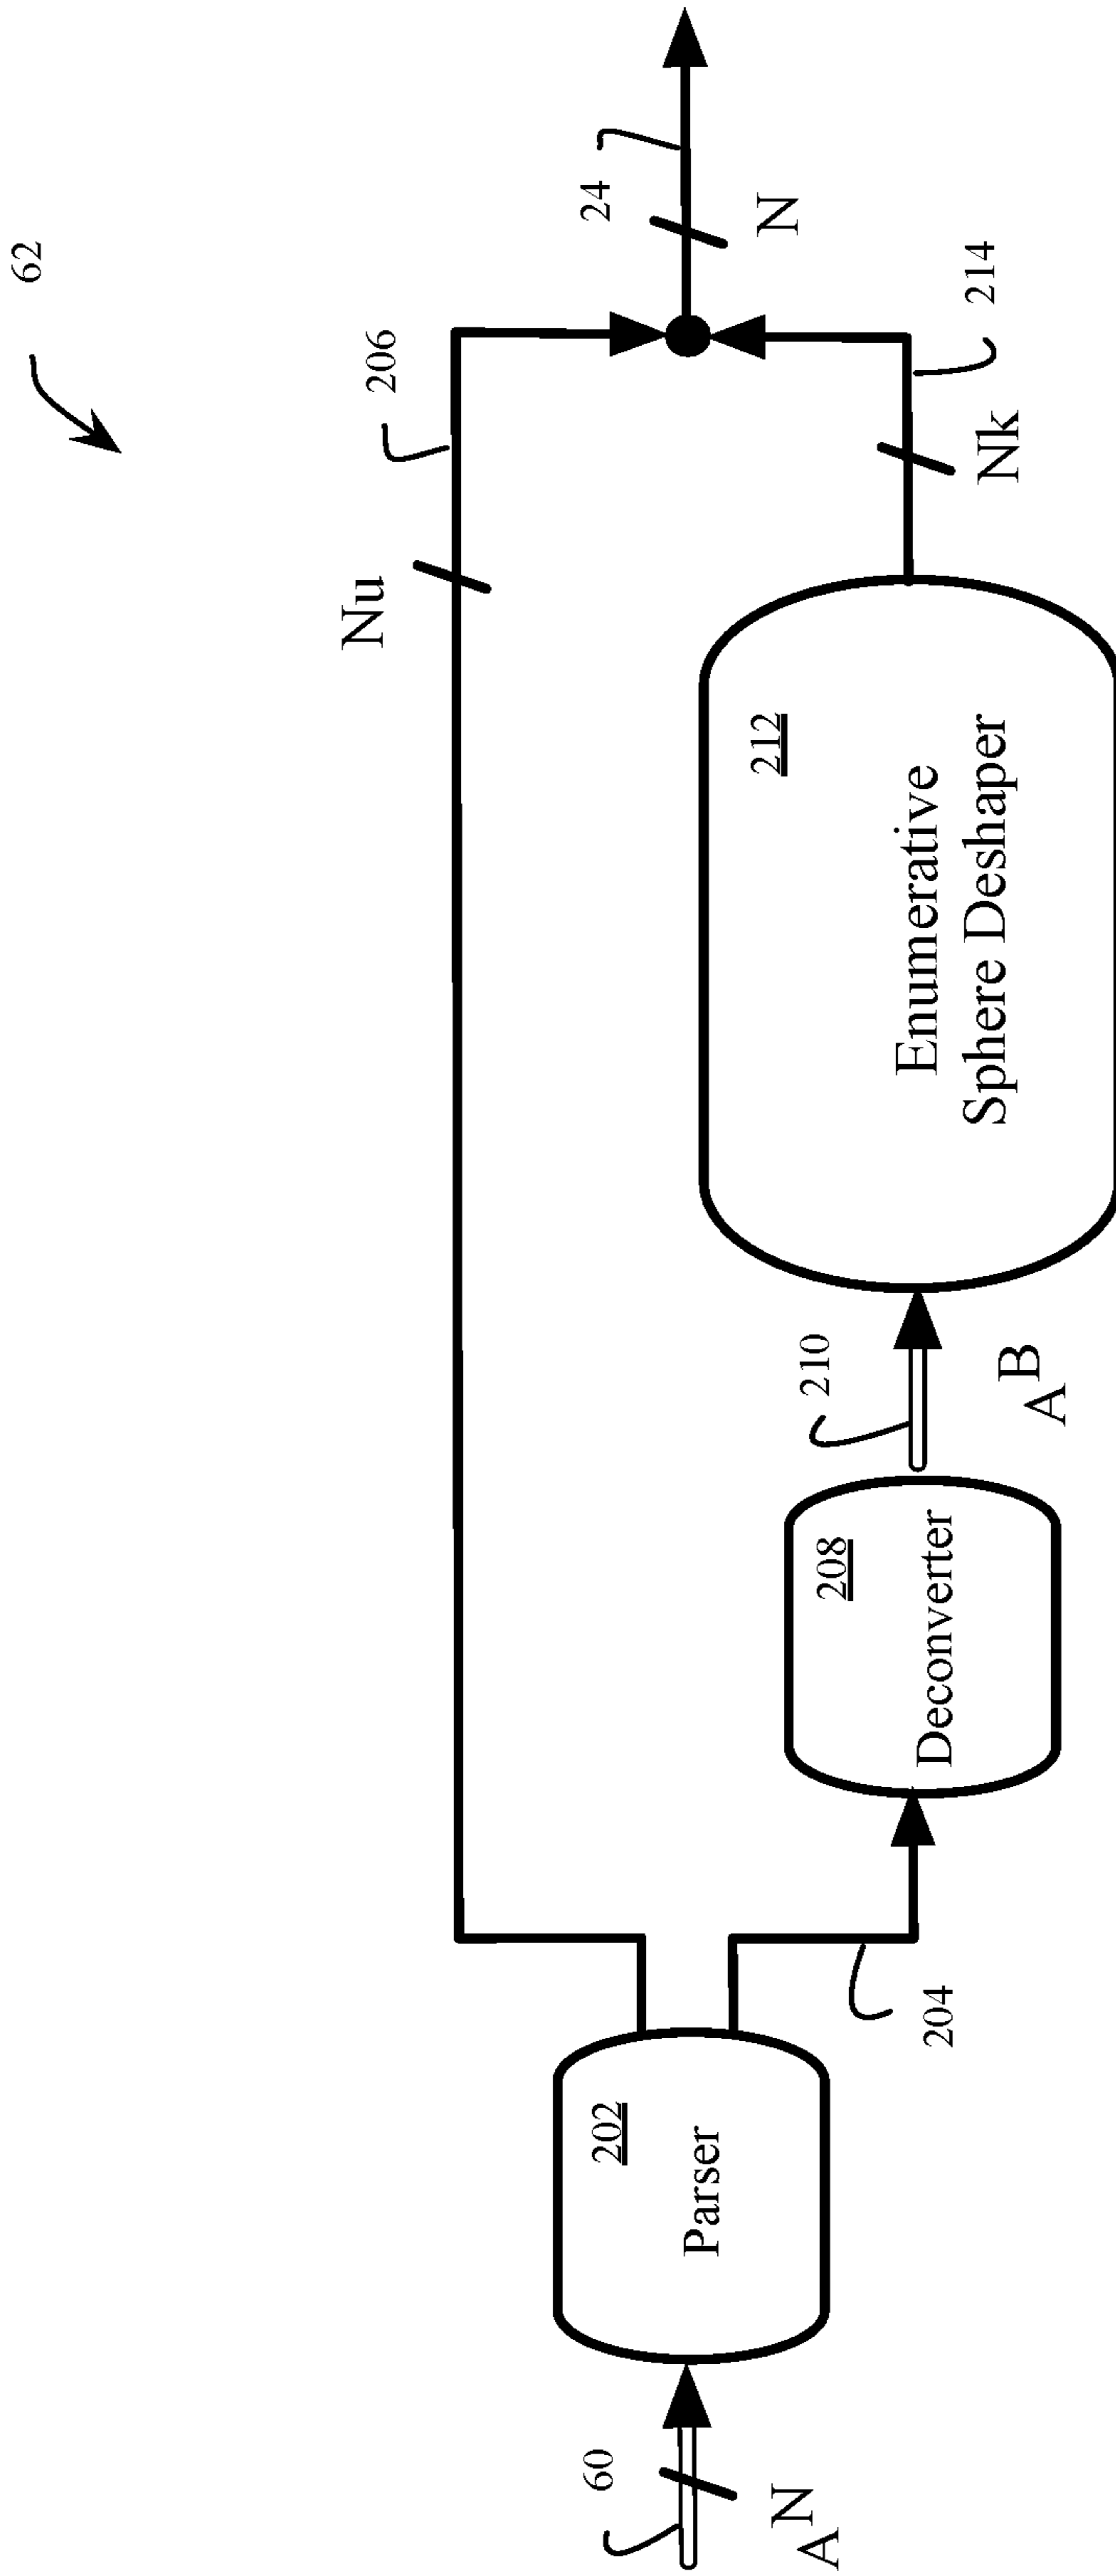 62
206
24
Nu
N
214
Nk
212
Enumerative
Sphere Deshaper
210
A^B
208
Deconverter
204
202
Parser
60
A^N